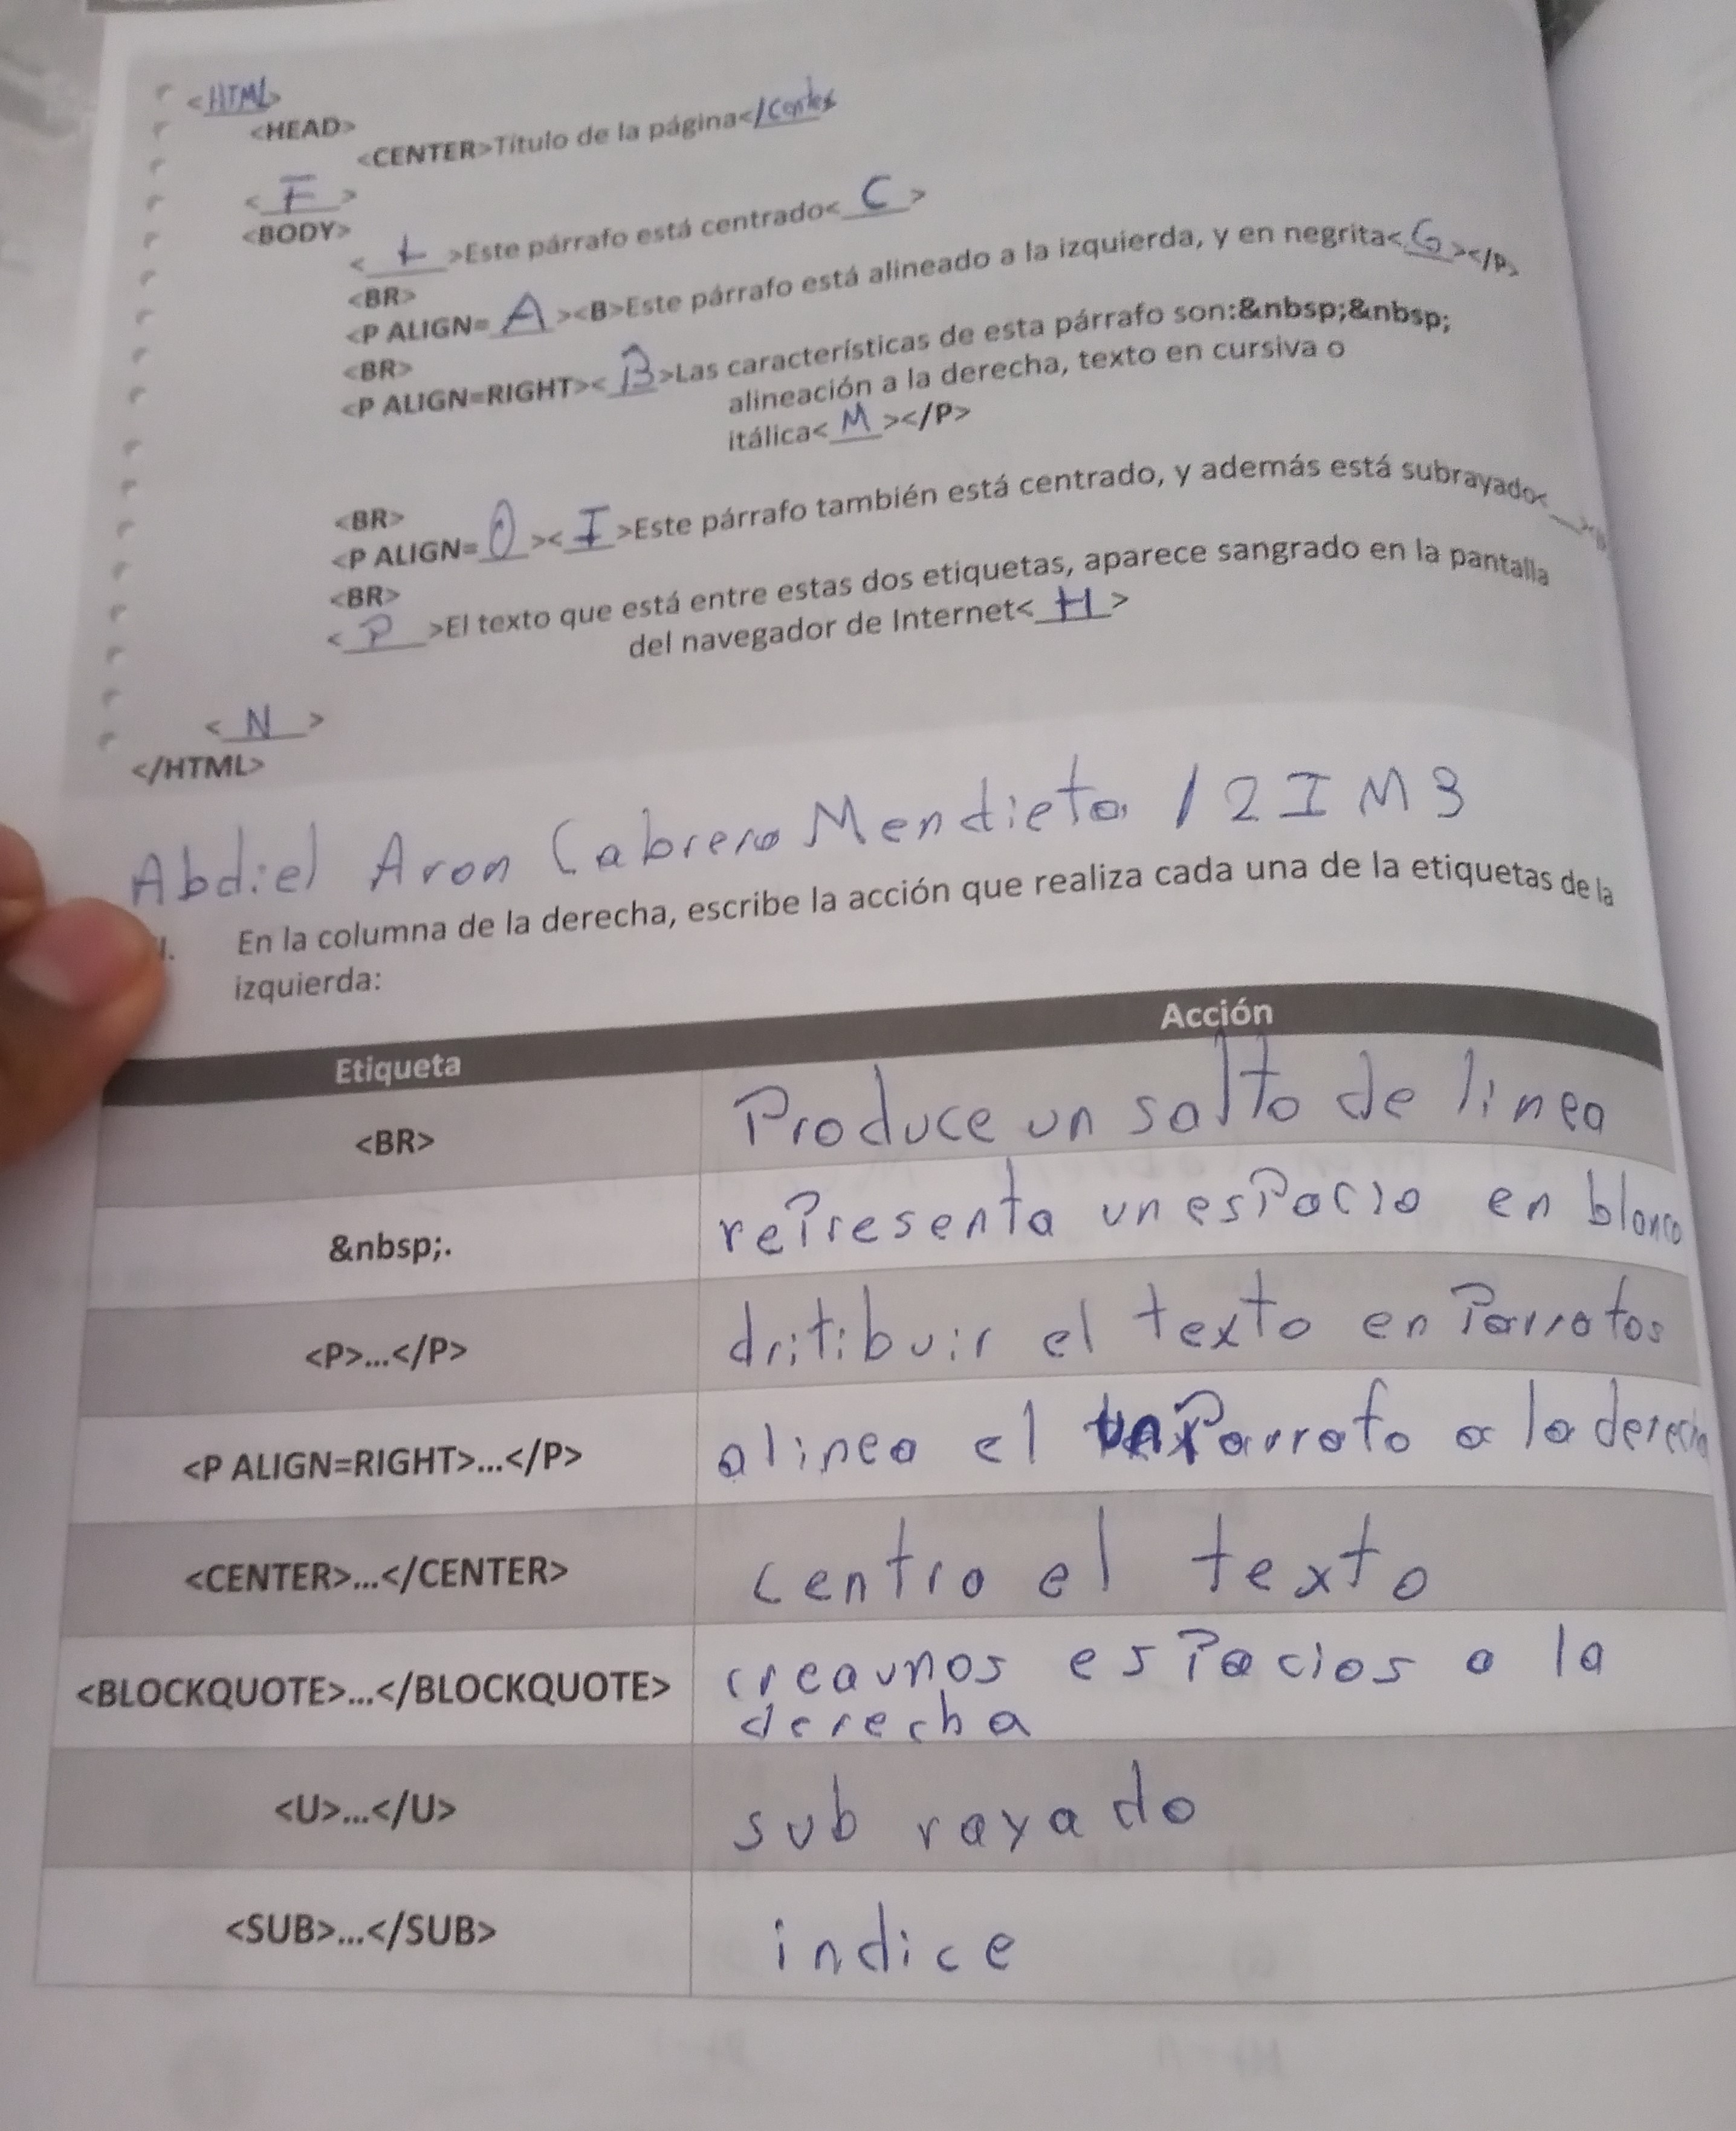 <HTML>
<HEAD>
<CENTER>Título de la página</Center>
<F>
<BODY>
<L>Este párrafo está centrado<C>
<BR>
<P ALIGN=A><B>Este párrafo está alineado a la izquierda, y en negrita<G></P>
<BR>
<P ALIGN=RIGHT><B>Las características de esta párrafo son:&nbsp;&nbsp;
alineación a la derecha, texto en cursiva o
itálica<M></P>
<BR>
<P ALIGN=O><I>Este párrafo también está centrado, y además está subrayado<___><
<BR>
<P>El texto que está entre estas dos etiquetas, aparece sangrado en la pantalla
del navegador de Internet<H>
<N>
</HTML>
Abdiel Aron Cabrera Mendieta / 2IM3
I. En la columna de la derecha, escribe la acción que realiza cada una de la etiquetas de la
izquierda:
Etiqueta Acción
<BR> Produce un salto de linea
&nbsp;. representa un espacio en blanco
<P>...</P> dritibuir el texto en Parrafos
<P ALIGN=RIGHT>...</P> alinea el Parrafo a la derecha
<CENTER>...</CENTER> centra el texto
<BLOCKQUOTE>...</BLOCKQUOTE> crea unos espacios a la
derecha
<U>...</U> sub rayado
<SUB>...</SUB> indice